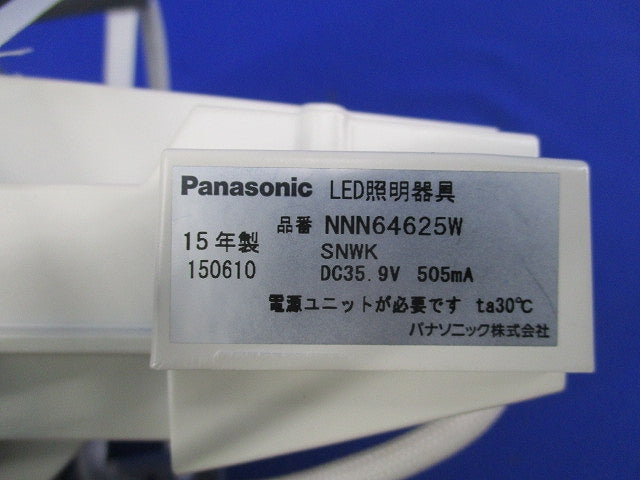 Panasonic LED照明器具
品番 NNN64625W
15年製 SNWK
150610 DC35.9V 505mA
電源ユニットが必要です ta30℃
パナソニック株式会社